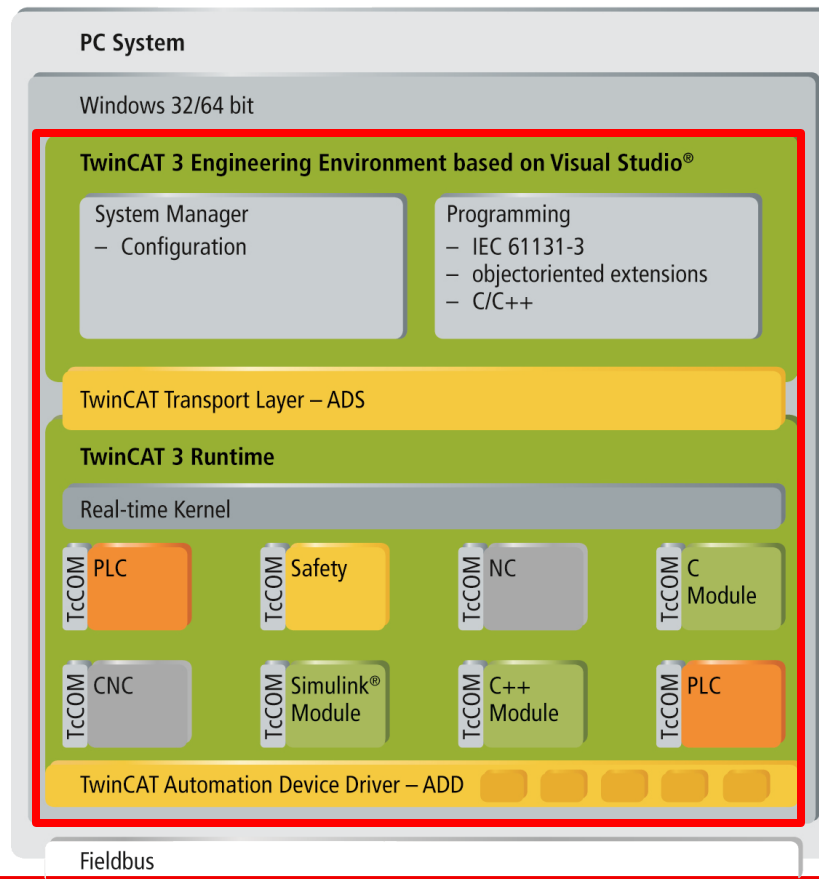 PC System
Windows 32/64 bit
TwinCAT 3 Engineering Environment based on Visual Studio®
System Manager
– Configuration
Programming
– IEC 61131-3
– objectoriented extensions
– C/C++
TwinCAT Transport Layer – ADS
TwinCAT 3 Runtime
Real-time Kernel
TcCOM
PLC
TcCOM
Safety
TcCOM
NC
TcCOM
C
Module
TcCOM
CNC
TcCOM
Simulink®
Module
TcCOM
C++
Module
TcCOM
PLC
TwinCAT Automation Device Driver – ADD
Fieldbus